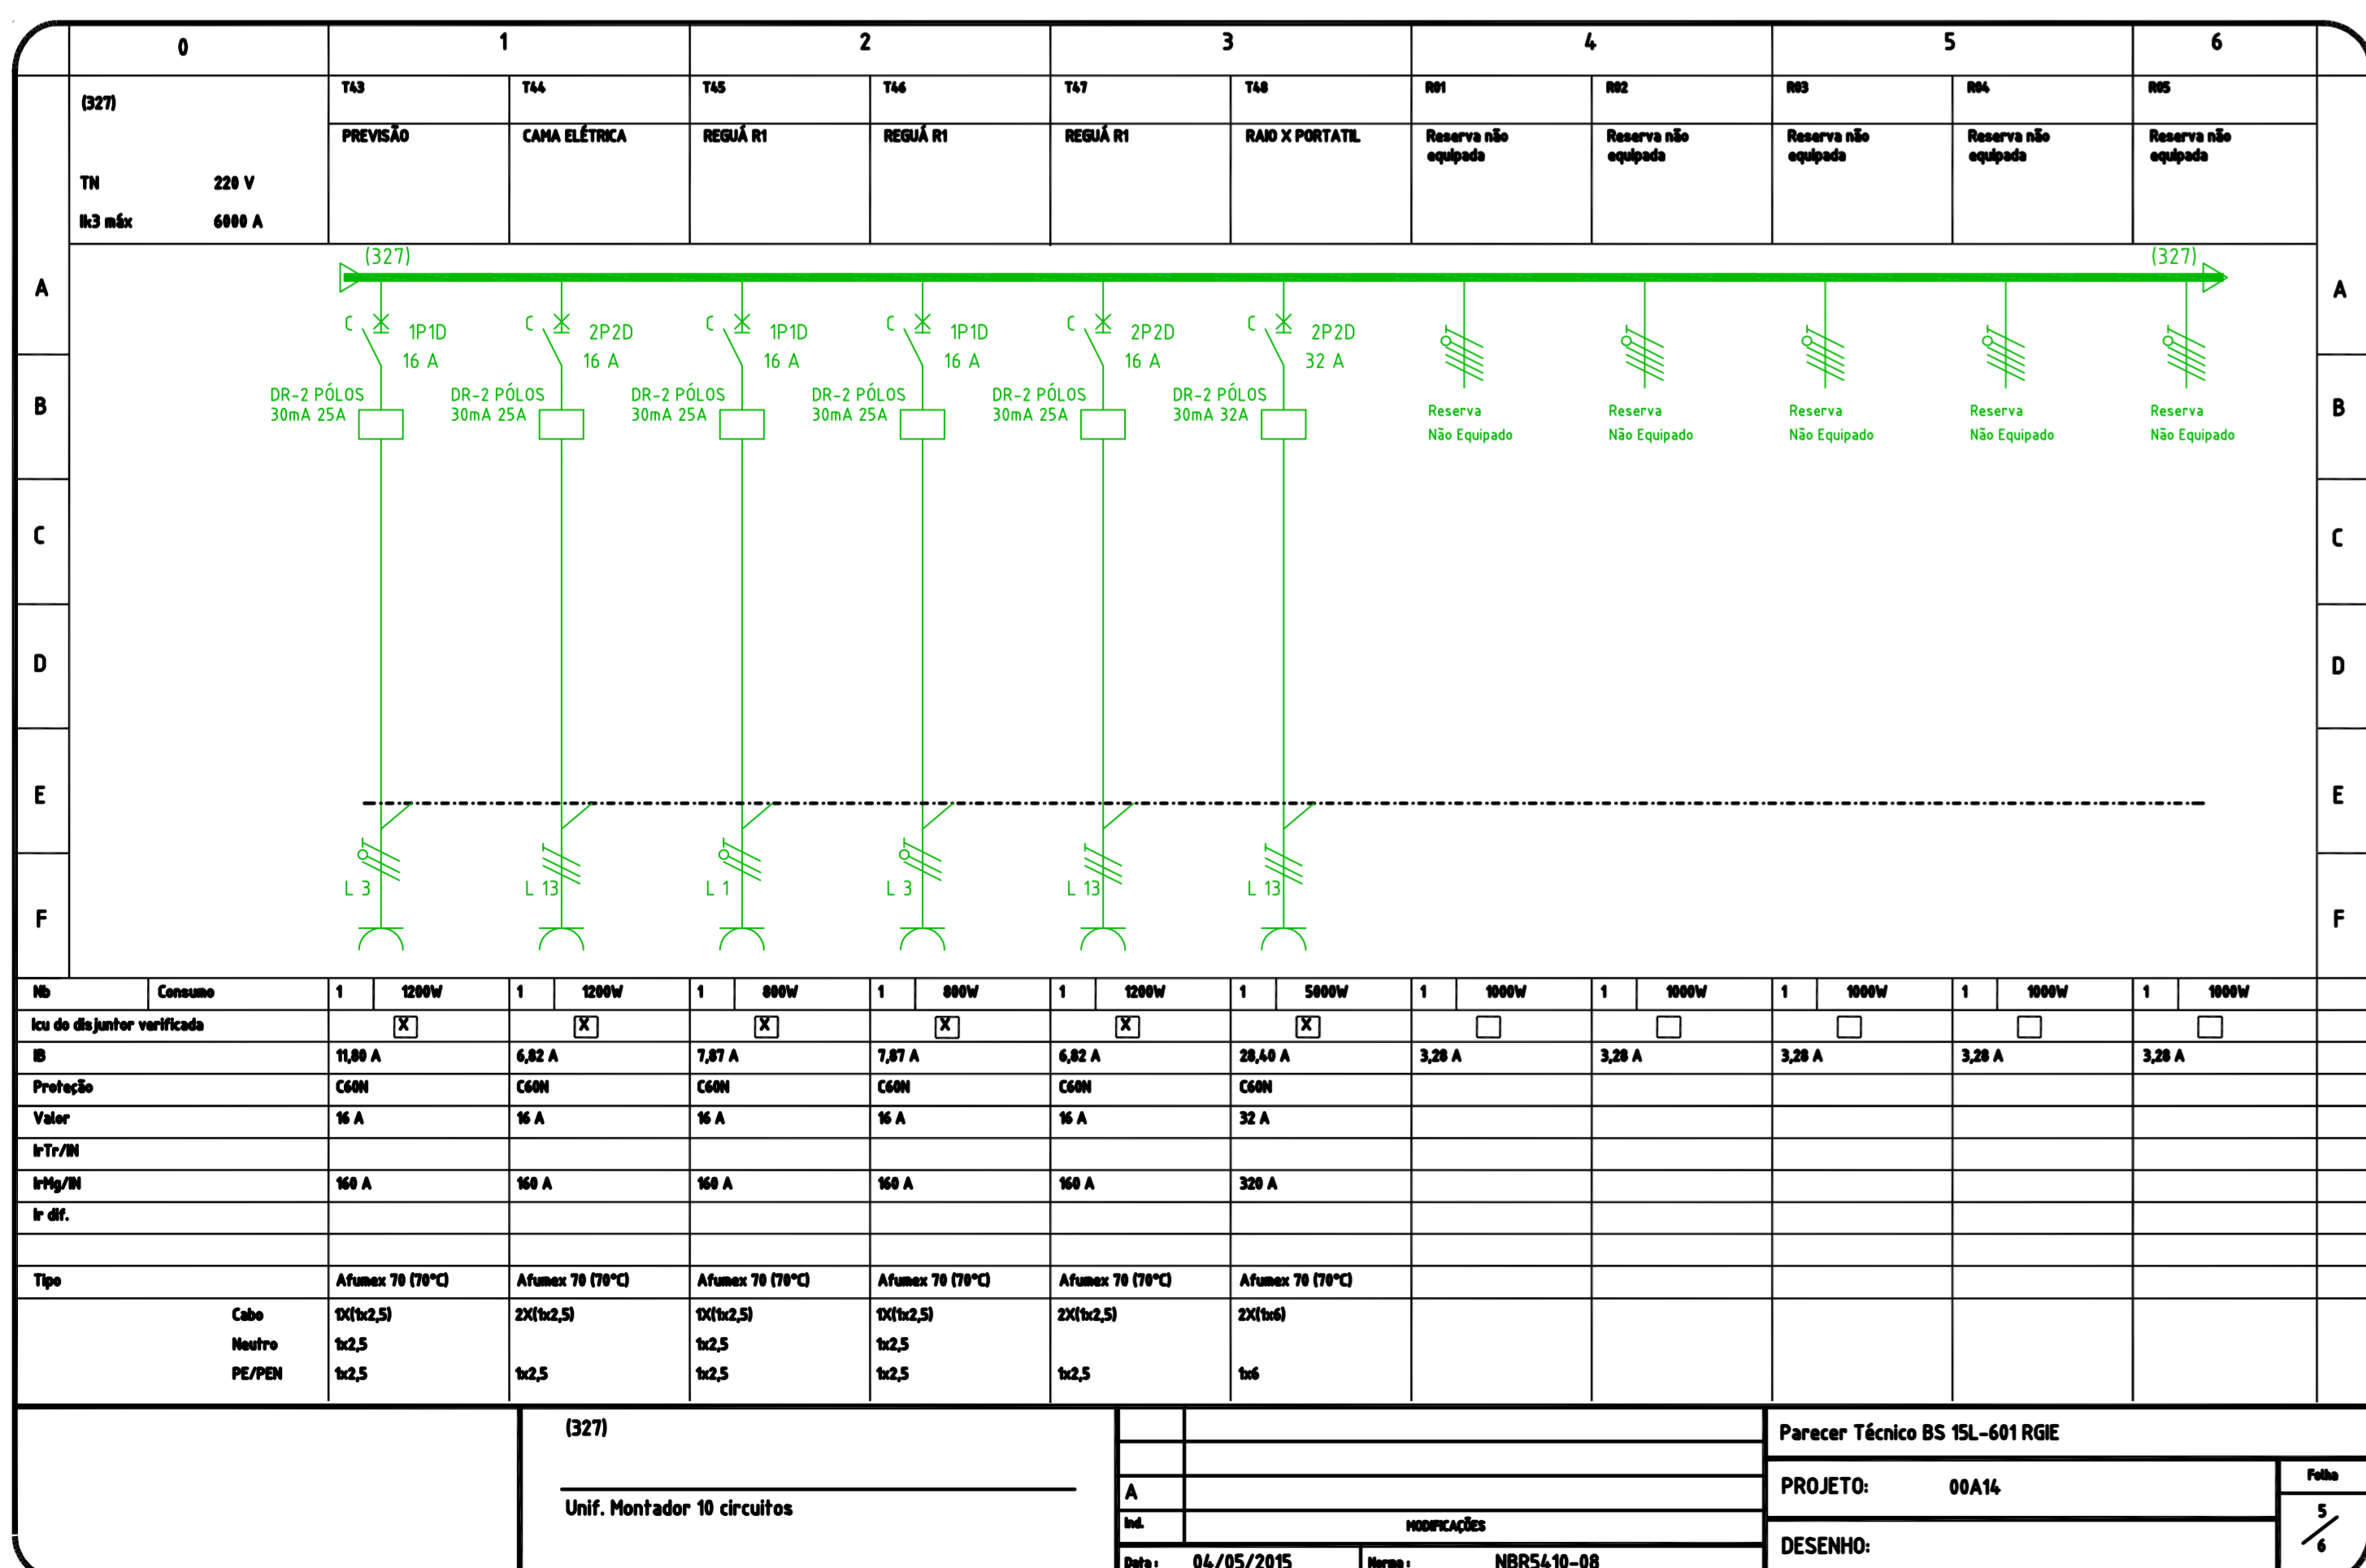 0 1 2 3 4 5 6
(327) T43 T44 T45 T46 T47 T48 R01 R02 R03 R04 R05
PREVISÃO CAMA ELÉTRICA REGUÁ R1 REGUÁ R1 REGUÁ R1 RAIO X PORTATIL Reserva não Reserva não Reserva não Reserva não Reserva não
equipada equipada equipada equipada equipada
TN 220 V
Ik3 máx 6000 A
(327) (327)
A A
C 1P1D C 2P2D C 1P1D C 1P1D C 2P2D C 2P2D
16 A 16 A 16 A 16 A 16 A 32 A
DR-2 PÓLOS DR-2 PÓLOS DR-2 PÓLOS DR-2 PÓLOS DR-2 PÓLOS DR-2 PÓLOS
B 30mA 25A 30mA 25A 30mA 25A 30mA 25A 30mA 25A 30mA 32A Reserva Reserva Reserva Reserva Reserva B
Não Equipado Não Equipado Não Equipado Não Equipado Não Equipado
C C
D D
E E
L 3 L 13 L 1 L 3 L 13 L 13
F F
Nb Consumo 1 1200W 1 1200W 1 800W 1 800W 1 1200W 1 5000W 1 1000W 1 1000W 1 1000W 1 1000W 1 1000W
Icu do disjuntor verificada X X X X X X
IB 11,80 A 6,82 A 7,87 A 7,87 A 6,82 A 28,40 A 3,28 A 3,28 A 3,28 A 3,28 A 3,28 A
Proteção C60N C60N C60N C60N C60N C60N
Valor 16 A 16 A 16 A 16 A 16 A 32 A
IrTr/IN
IrMg/IN 160 A 160 A 160 A 160 A 160 A 320 A
Ir dif.
Tipo Afumex 70 (70°C) Afumex 70 (70°C) Afumex 70 (70°C) Afumex 70 (70°C) Afumex 70 (70°C) Afumex 70 (70°C)
Cabo 1X(1x2,5) 2X(1x2,5) 1X(1x2,5) 1X(1x2,5) 2X(1x2,5) 2X(1x6)
Neutro 1x2,5 1x2,5 1x2,5
PE/PEN 1x2,5 1x2,5 1x2,5 1x2,5 1x2,5 1x6
(327)
Unif. Montador 10 circuitos
A
Ind. MODIFICAÇÕES
Data : 04/05/2015 Norma : NBR5410-08
Parecer Técnico BS 15L-601 RGIE
PROJETO: 00A14
DESENHO:
Folha
5
6